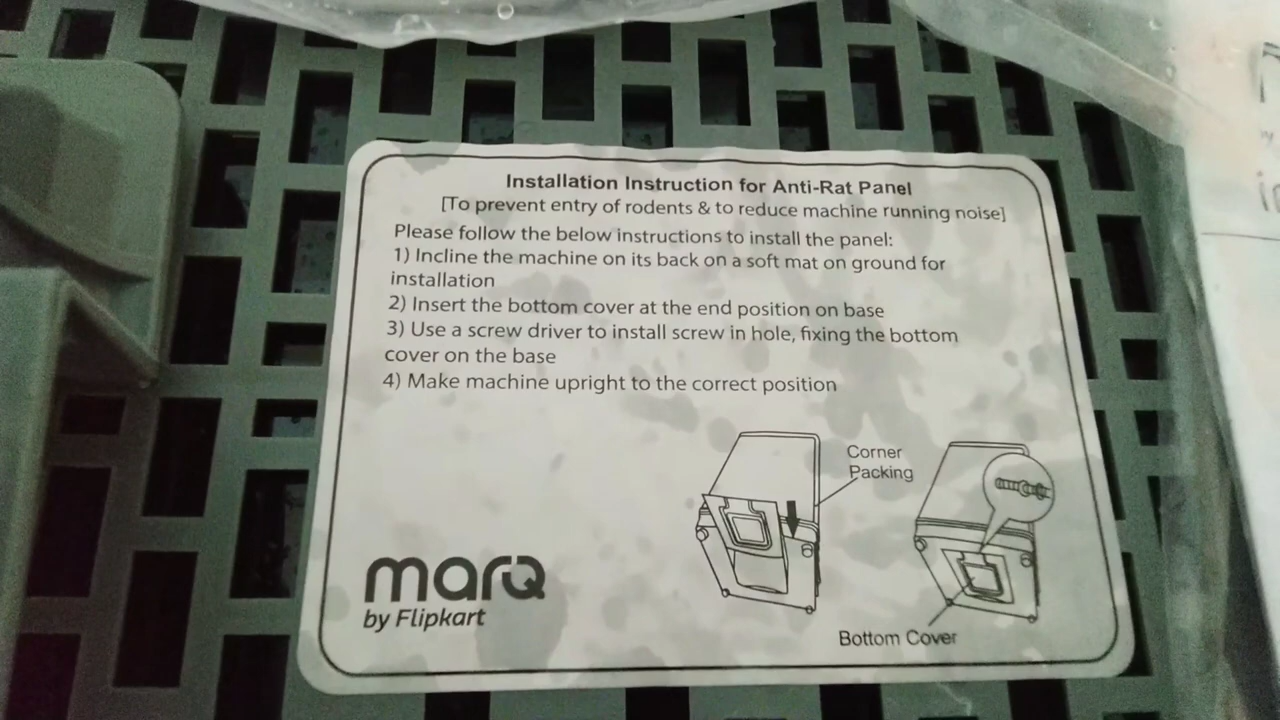 Installation Instruction for Anti-Rat Panel
[To prevent entry of rodents & to reduce machine running noise]
Please follow the below instructions to install the panel:
1) Incline the machine on its back on a soft mat on ground for
installation
2) Insert the bottom cover at the end position on base
3) Use a screw driver to install screw in hole, fixing the bottom
cover on the base
4) Make machine upright to the correct position
Corner
Packing
marQ
by Flipkart
Bottom Cover